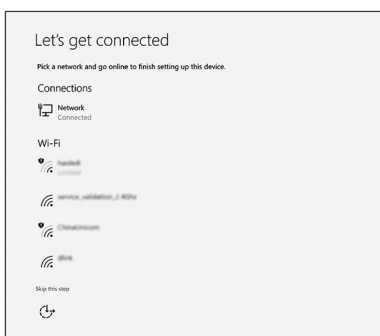 Let's get connected
Pick a network and go online to finish setting up this device.
Connections
Network
Connected
Wi-Fi
Limited
service_validation_2.4Ghz
ChinaUnicom
dlink
Skip this step